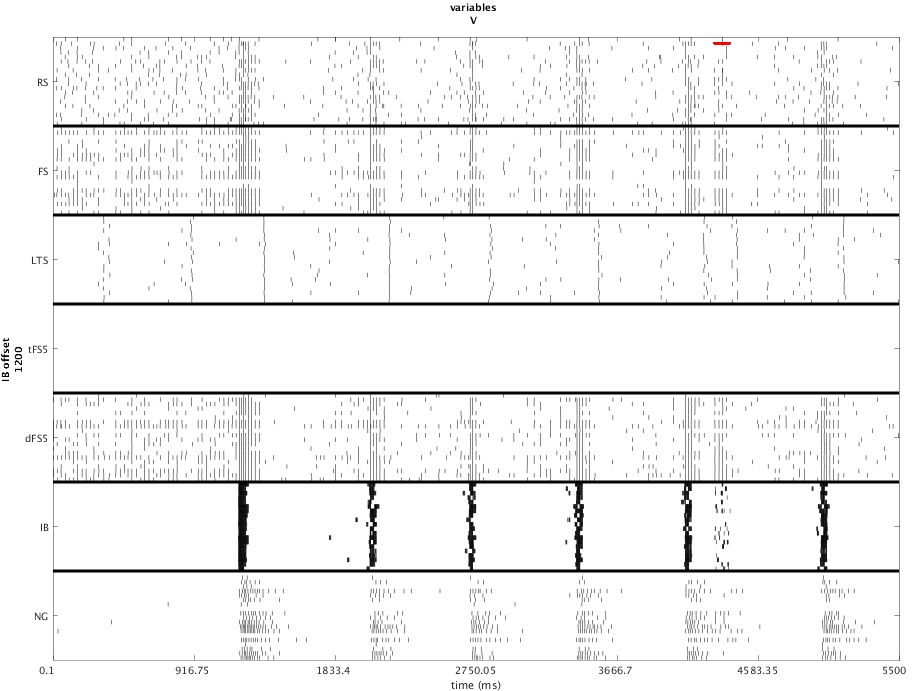 variables
V
RS
FS
LTS
tFS5
dFS5
IB
NG
IB offset
1200
0.1
916.75
1833.4
2750.05
3666.7
4583.35
5500
time (ms)